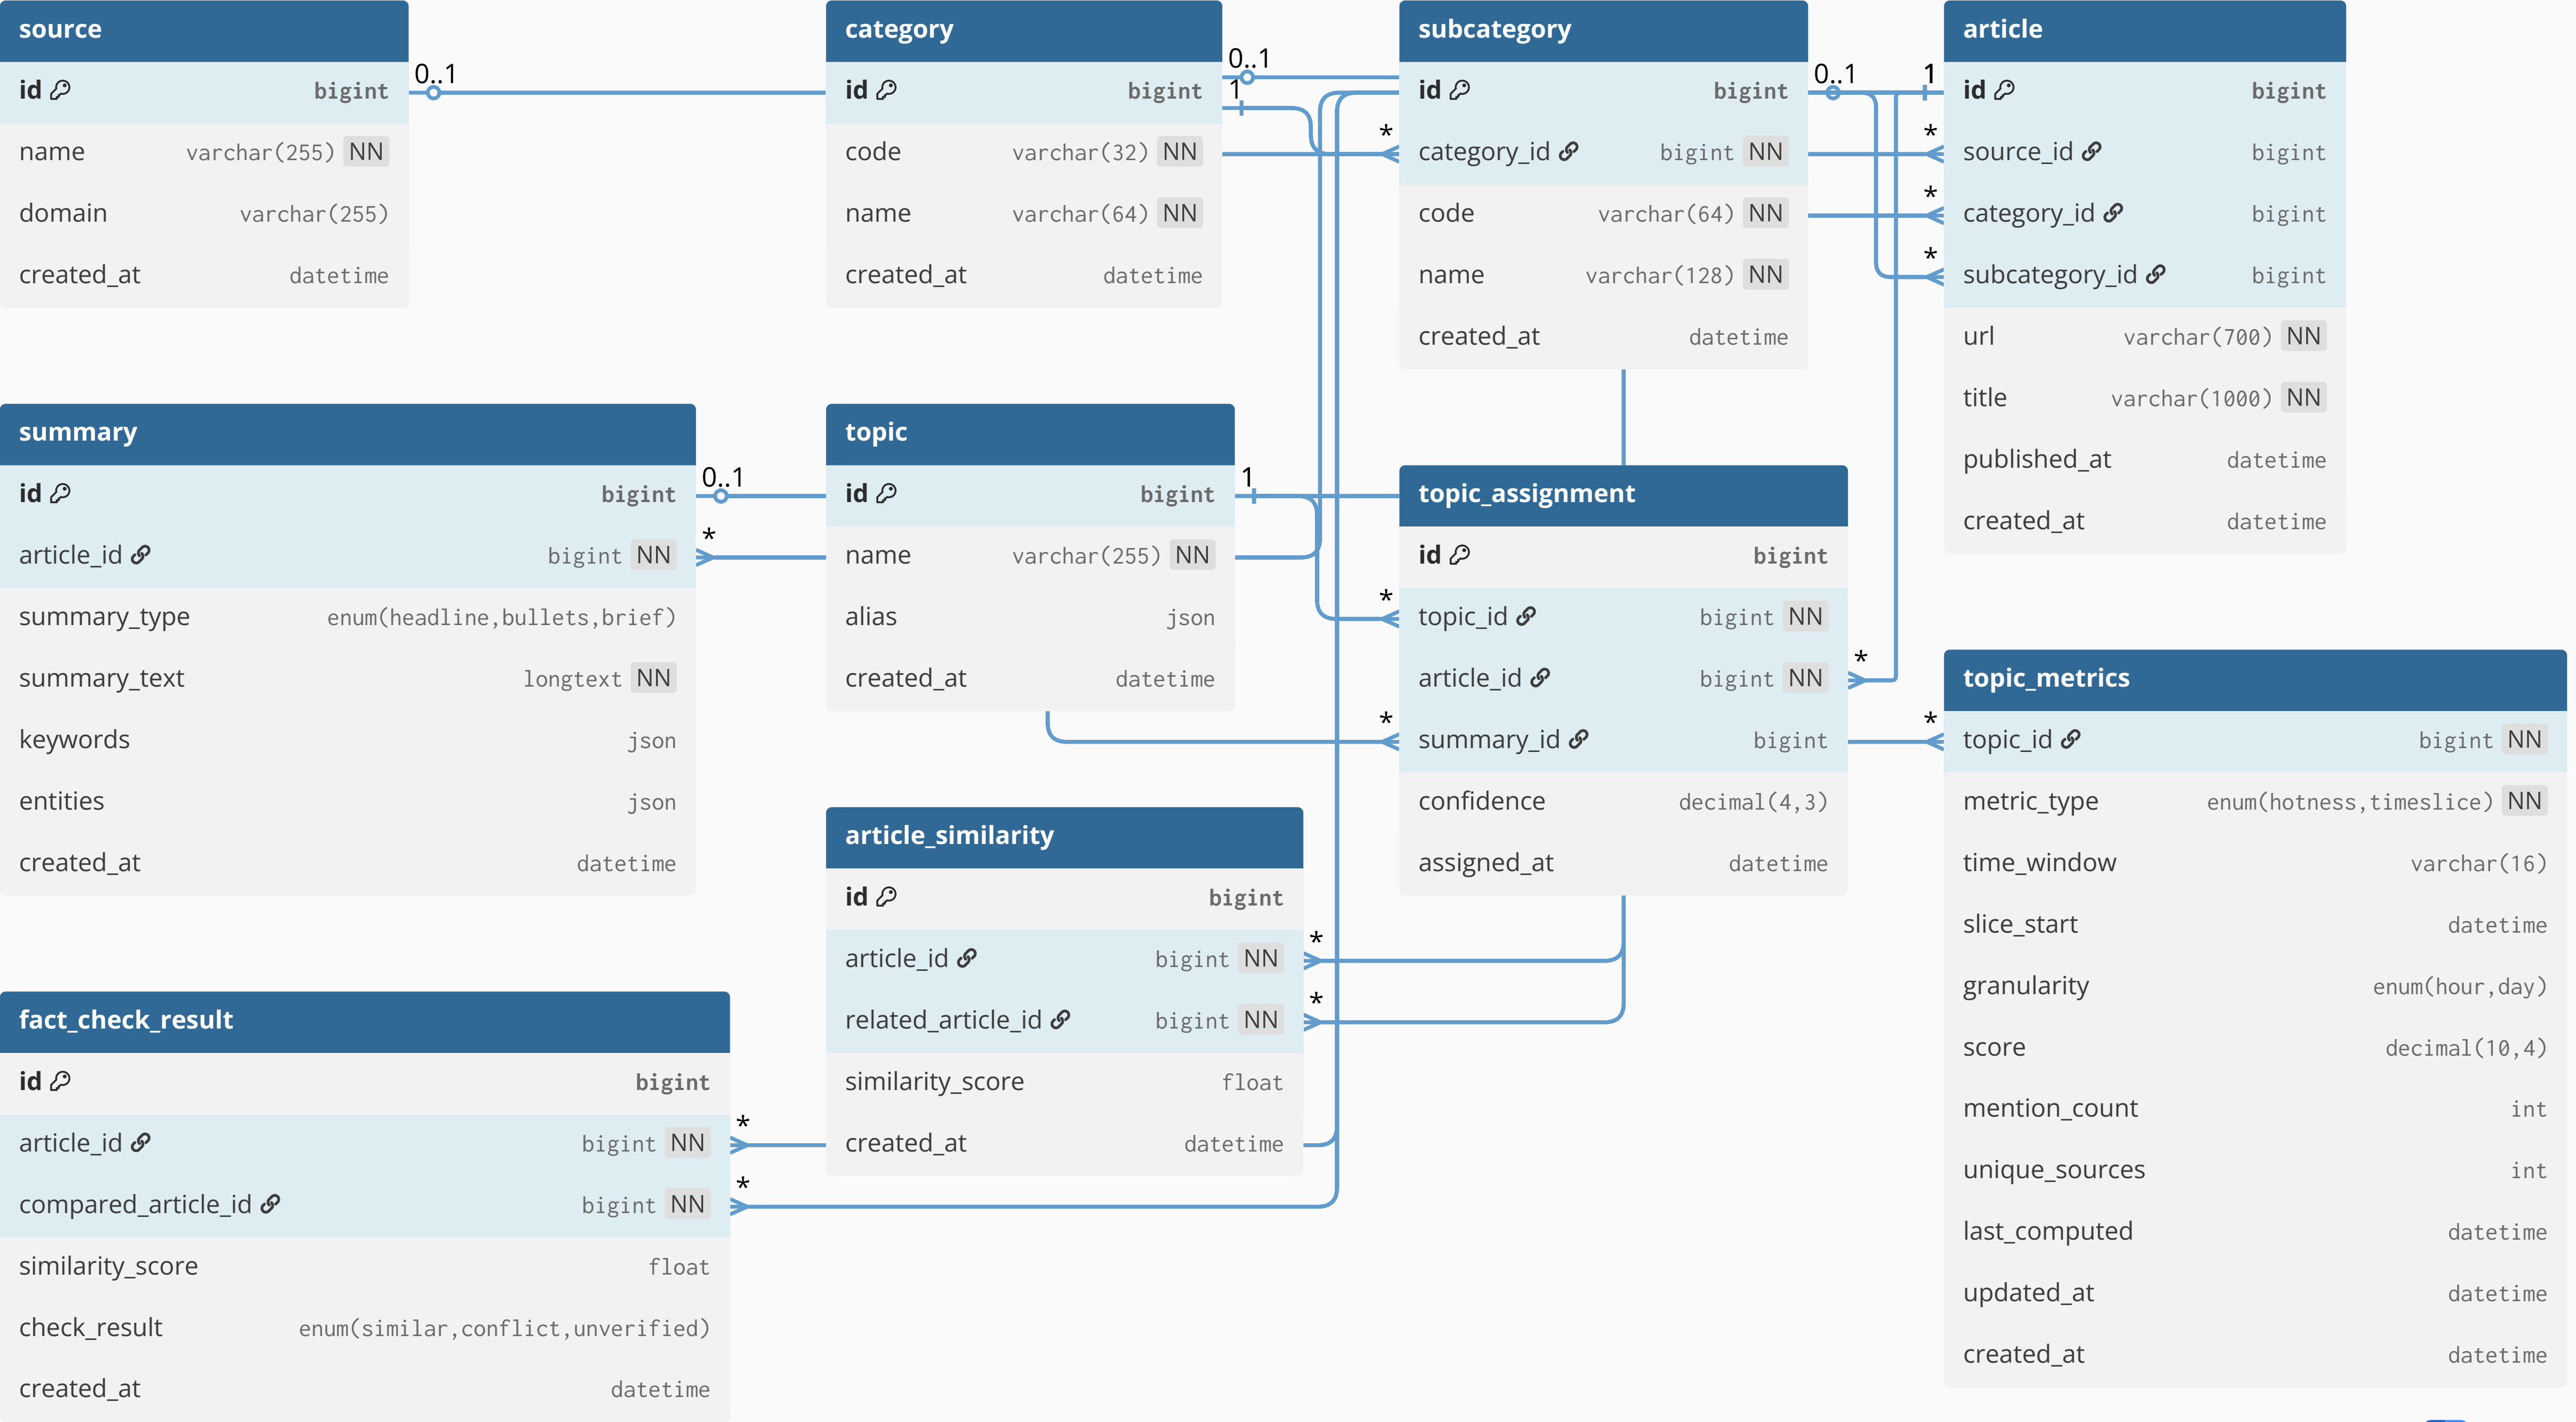 source
id bigint
name varchar(255) NN
domain varchar(255)
created_at datetime
0..1
category
id bigint
code varchar(32) NN
name varchar(64) NN
created_at datetime
0..1
1
*
subcategory
id bigint
category_id bigint NN
code varchar(64) NN
name varchar(128) NN
created_at datetime
0..1
1
*
*
*
article
id bigint
source_id bigint
category_id bigint
subcategory_id bigint
url varchar(700) NN
title varchar(1000) NN
published_at datetime
created_at datetime
summary
id bigint
article_id bigint NN
summary_type enum(headline,bullets,brief)
summary_text longtext NN
keywords json
entities json
created_at datetime
0..1
*
topic
id bigint
name varchar(255) NN
alias json
created_at datetime
1
*
*
topic_assignment
id bigint
topic_id bigint NN
article_id bigint NN
summary_id bigint
confidence decimal(4,3)
assigned_at datetime
*
*
topic_metrics
topic_id bigint NN
metric_type enum(hotness,timeslice) NN
time_window varchar(16)
slice_start datetime
granularity enum(hour,day)
score decimal(10,4)
mention_count int
unique_sources int
last_computed datetime
updated_at datetime
created_at datetime
article_similarity
id bigint
article_id bigint NN
related_article_id bigint NN
similarity_score float
created_at datetime
*
*
fact_check_result
id bigint
article_id bigint NN
compared_article_id bigint NN
similarity_score float
check_result enum(similar,conflict,unverified)
created_at datetime
*
*